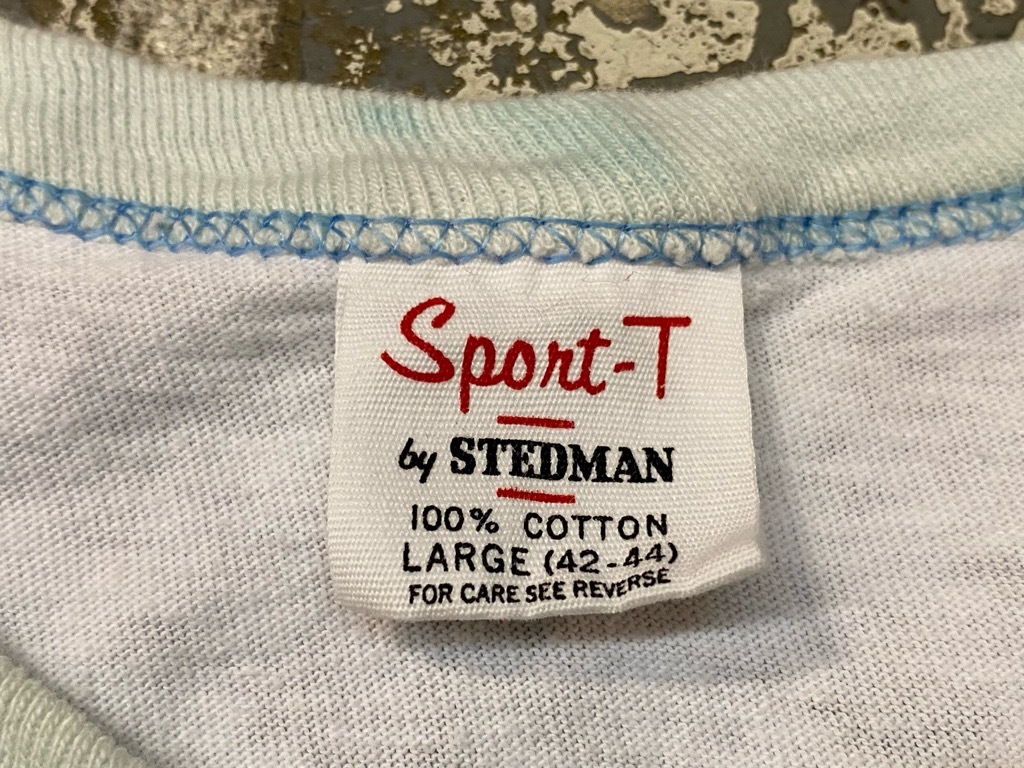 Sport-T
by STEDMAN
100% COTTON
LARGE (42-44)
FOR CARE SEE REVERSE